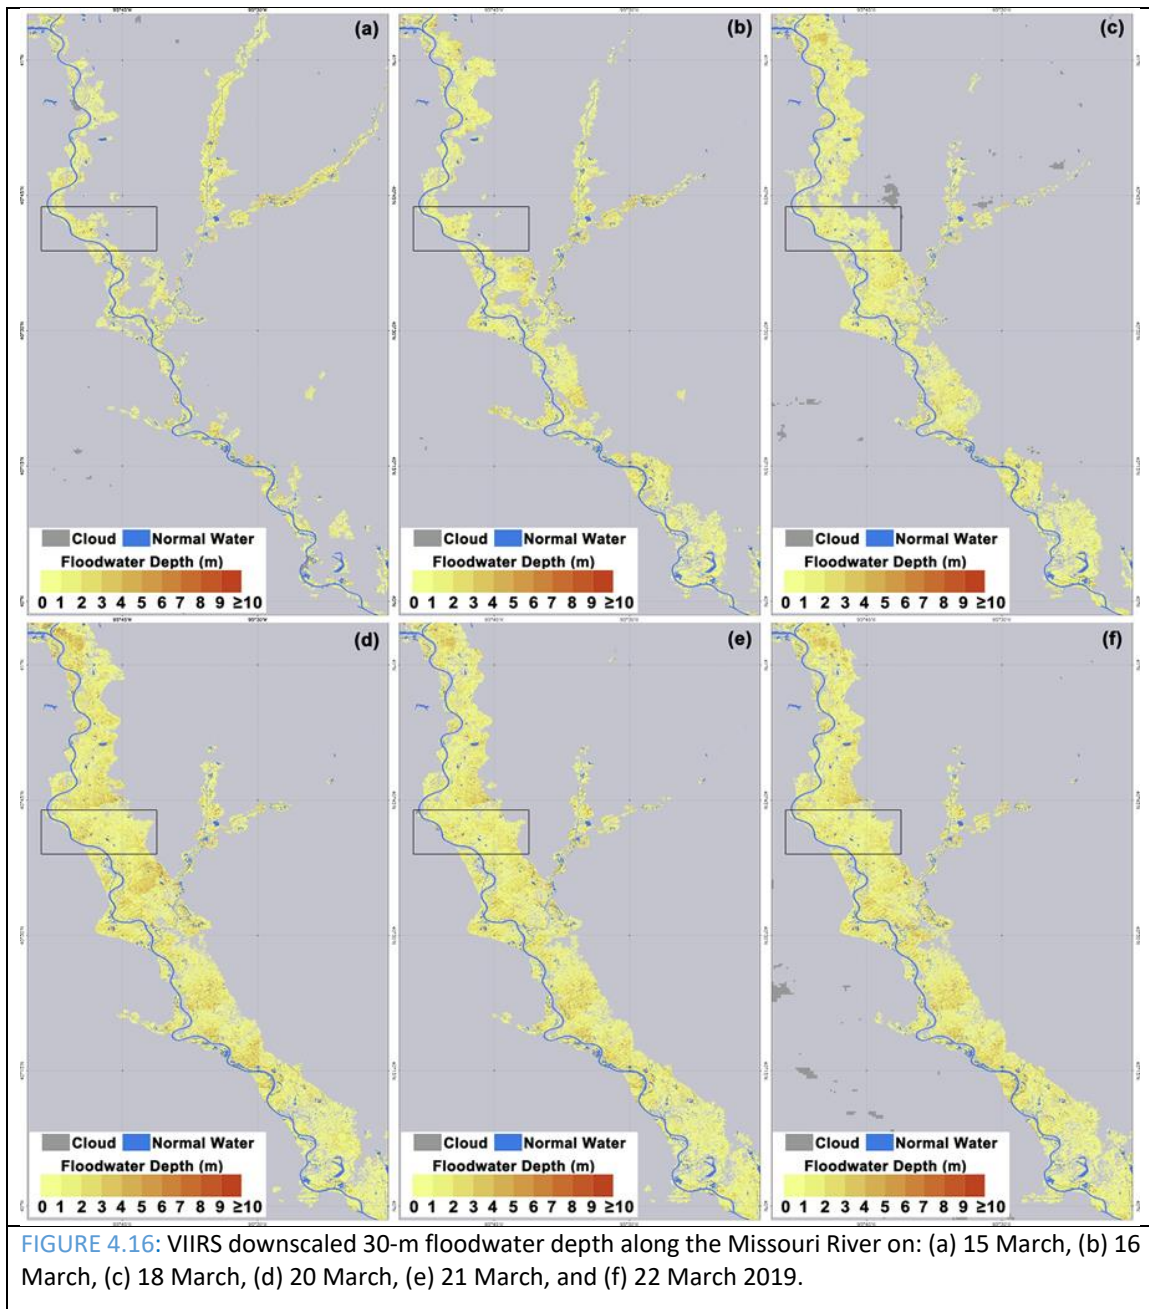 (a)
(b)
(c)
Cloud Normal Water
Floodwater Depth (m)
0 1 2 3 4 5 6 7 8 9 ≥10
Cloud Normal Water
Floodwater Depth (m)
0 1 2 3 4 5 6 7 8 9 ≥10
Cloud Normal Water
Floodwater Depth (m)
0 1 2 3 4 5 6 7 8 9 ≥10
(d)
(e)
(f)
Cloud Normal Water
Floodwater Depth (m)
0 1 2 3 4 5 6 7 8 9 ≥10
Cloud Normal Water
Floodwater Depth (m)
0 1 2 3 4 5 6 7 8 9 ≥10
Cloud Normal Water
Floodwater Depth (m)
0 1 2 3 4 5 6 7 8 9 ≥10
FIGURE 4.16: VIIRS downscaled 30-m floodwater depth along the Missouri River on: (a) 15 March, (b) 16
March, (c) 18 March, (d) 20 March, (e) 21 March, and (f) 22 March 2019.